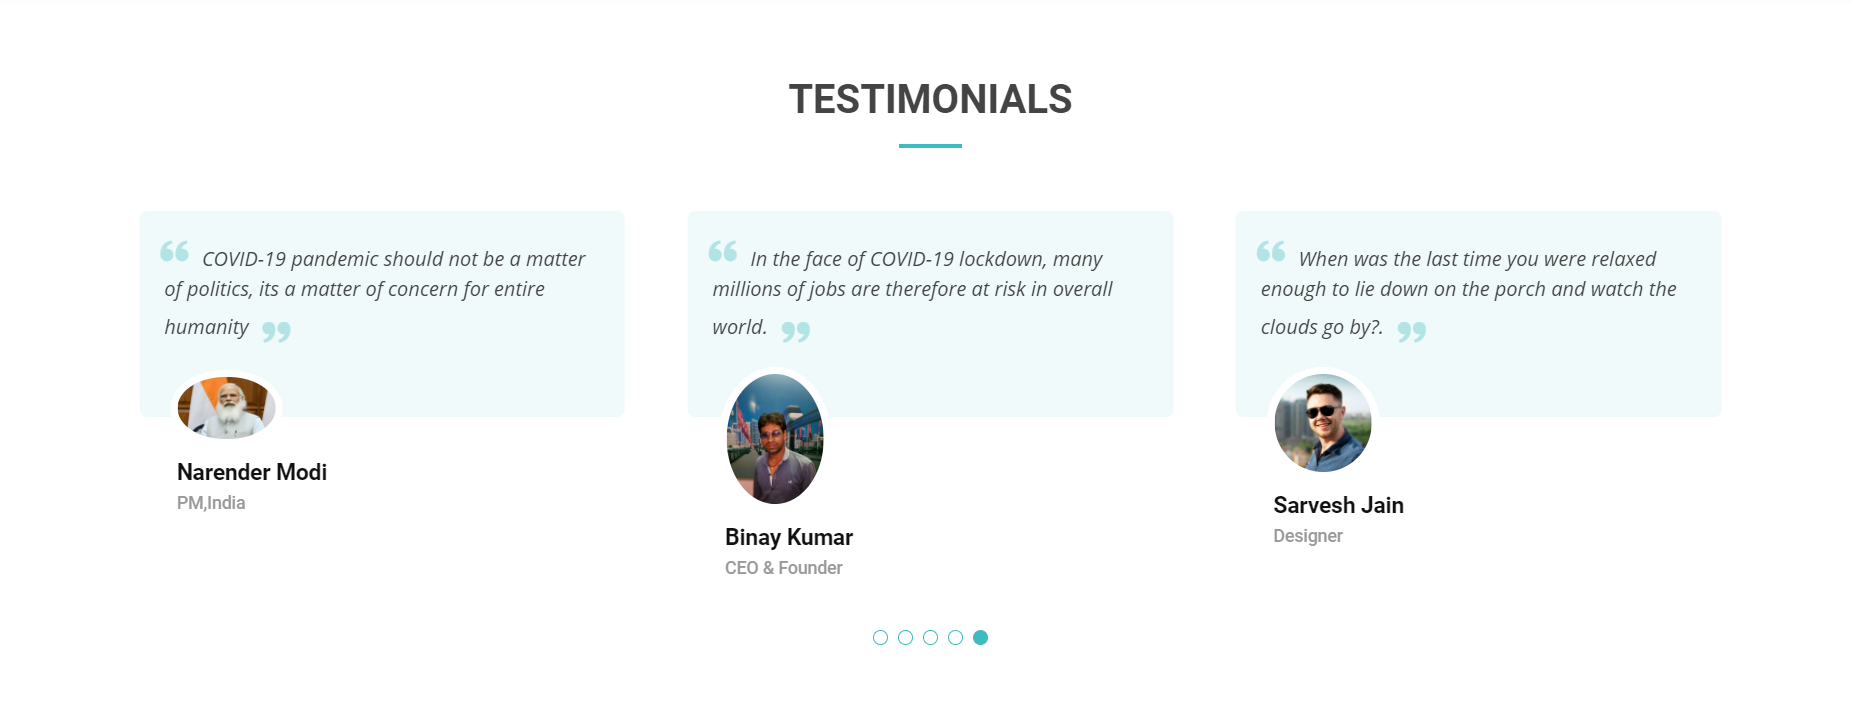 TESTIMONIALS
“ COVID-19 pandemic should not be a matter
of politics, its a matter of concern for entire
humanity ”
Narender Modi
PM,India
“ In the face of COVID-19 lockdown, many
millions of jobs are therefore at risk in overall
world. ”
Binay Kumar
CEO & Founder
“ When was the last time you were relaxed
enough to lie down on the porch and watch the
clouds go by?. ”
Sarvesh Jain
Designer